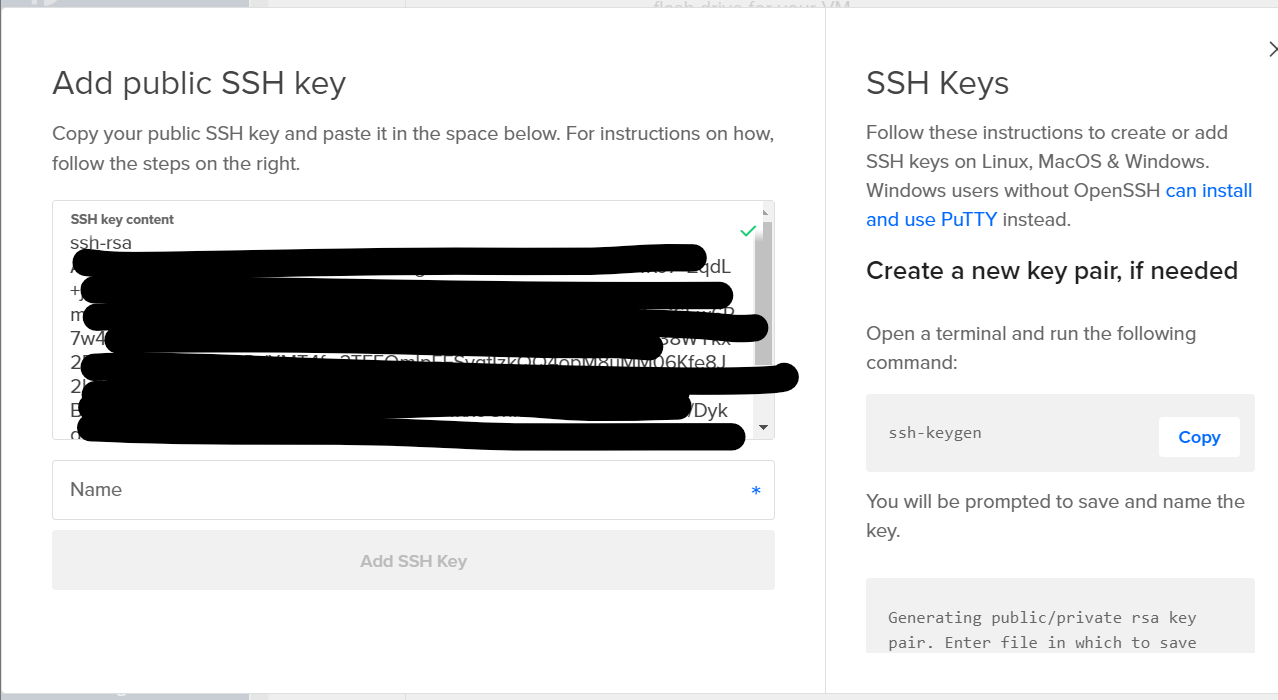 flash drive for your VM
Add public SSH key
Copy your public SSH key and paste it in the space below. For instructions on how,
follow the steps on the right.
SSH key content
ssh-rsa
Name *
Add SSH Key
SSH Keys
Follow these instructions to create or add
SSH keys on Linux, MacOS & Windows.
Windows users without OpenSSH can install
and use PuTTY instead.
Create a new key pair, if needed
Open a terminal and run the following
command:
ssh-keygen
Copy
You will be prompted to save and name the
key.
Generating public/private rsa key
pair. Enter file in which to save